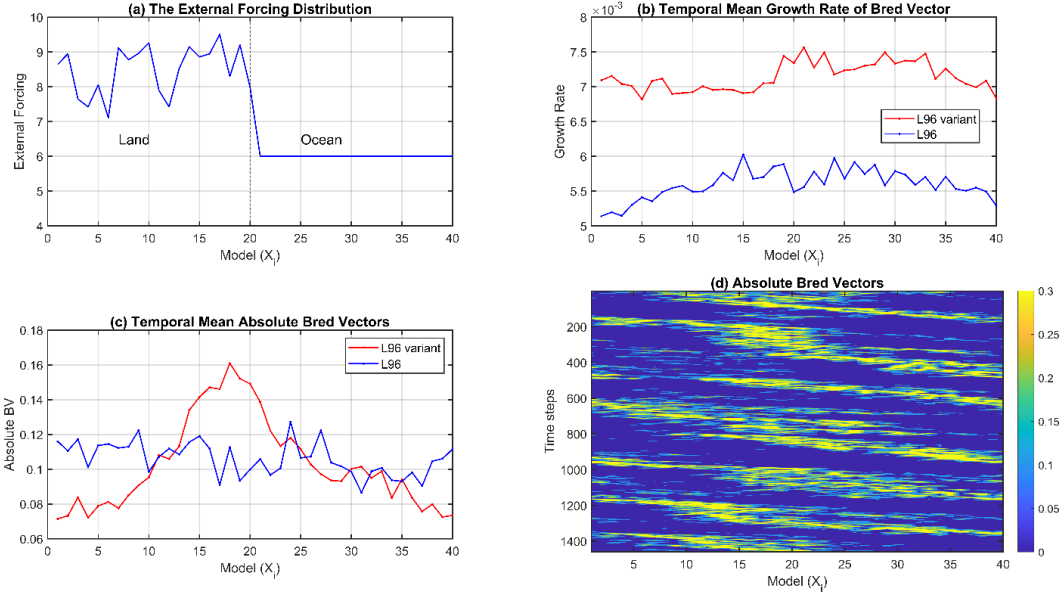 (a) The External Forcing Distribution
10
9
8
7
6
5
4
External Forcing
Land
Ocean
0 5 10 15 20 25 30 35 40
Model (X_i)
(b) Temporal Mean Growth Rate of Bred Vector
×10^-3
8
7.5
7
6.5
6
5.5
5
Growth Rate
L96 variant
L96
0 5 10 15 20 25 30 35 40
Model (X_i)
(c) Temporal Mean Absolute Bred Vectors
0.18
0.16
0.14
0.12
0.1
0.08
0.06
Absolute BV
L96 variant
L96
0 5 10 15 20 25 30 35 40
Model (X_i)
(d) Absolute Bred Vectors
200
400
600
800
1000
1200
1400
Time steps
5 10 15 20 25 30 35 40
Model (X_i)
0.3
0.25
0.2
0.15
0.1
0.05
0